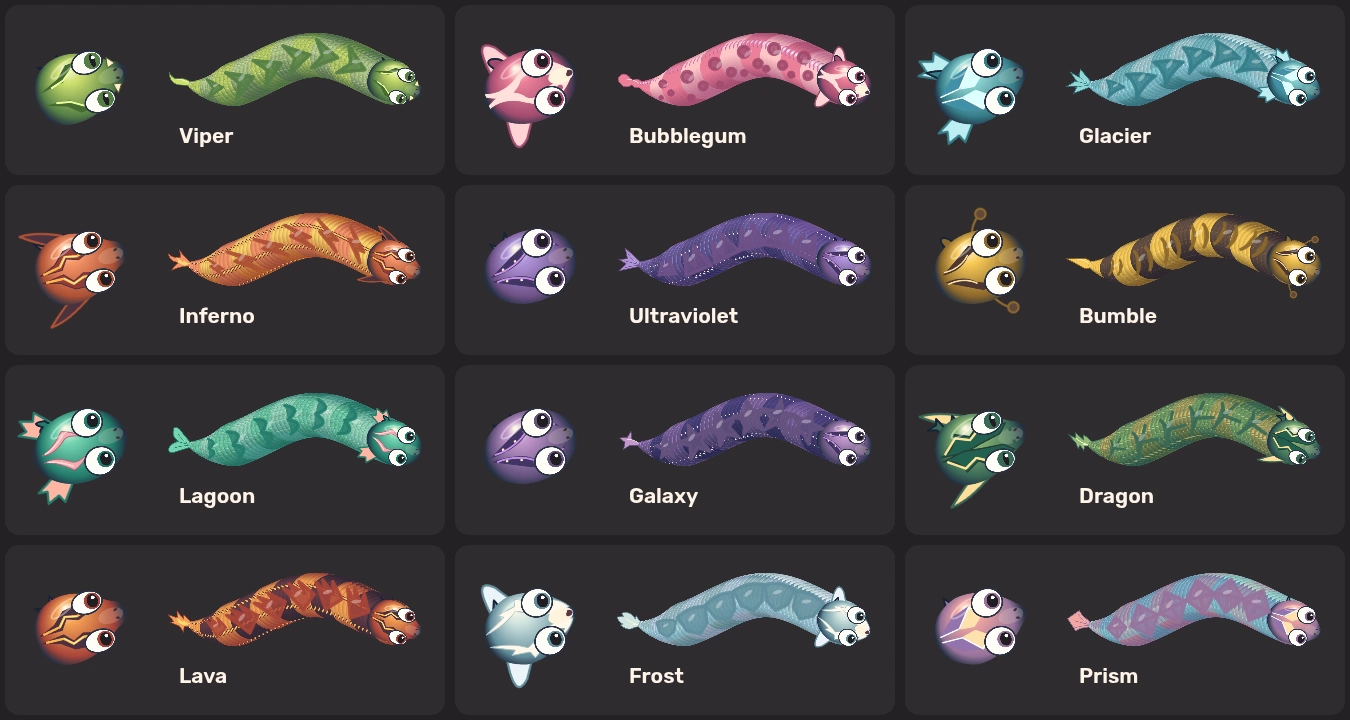 Viper
Bubblegum
Glacier
Inferno
Ultraviolet
Bumble
Lagoon
Galaxy
Dragon
Lava
Frost
Prism